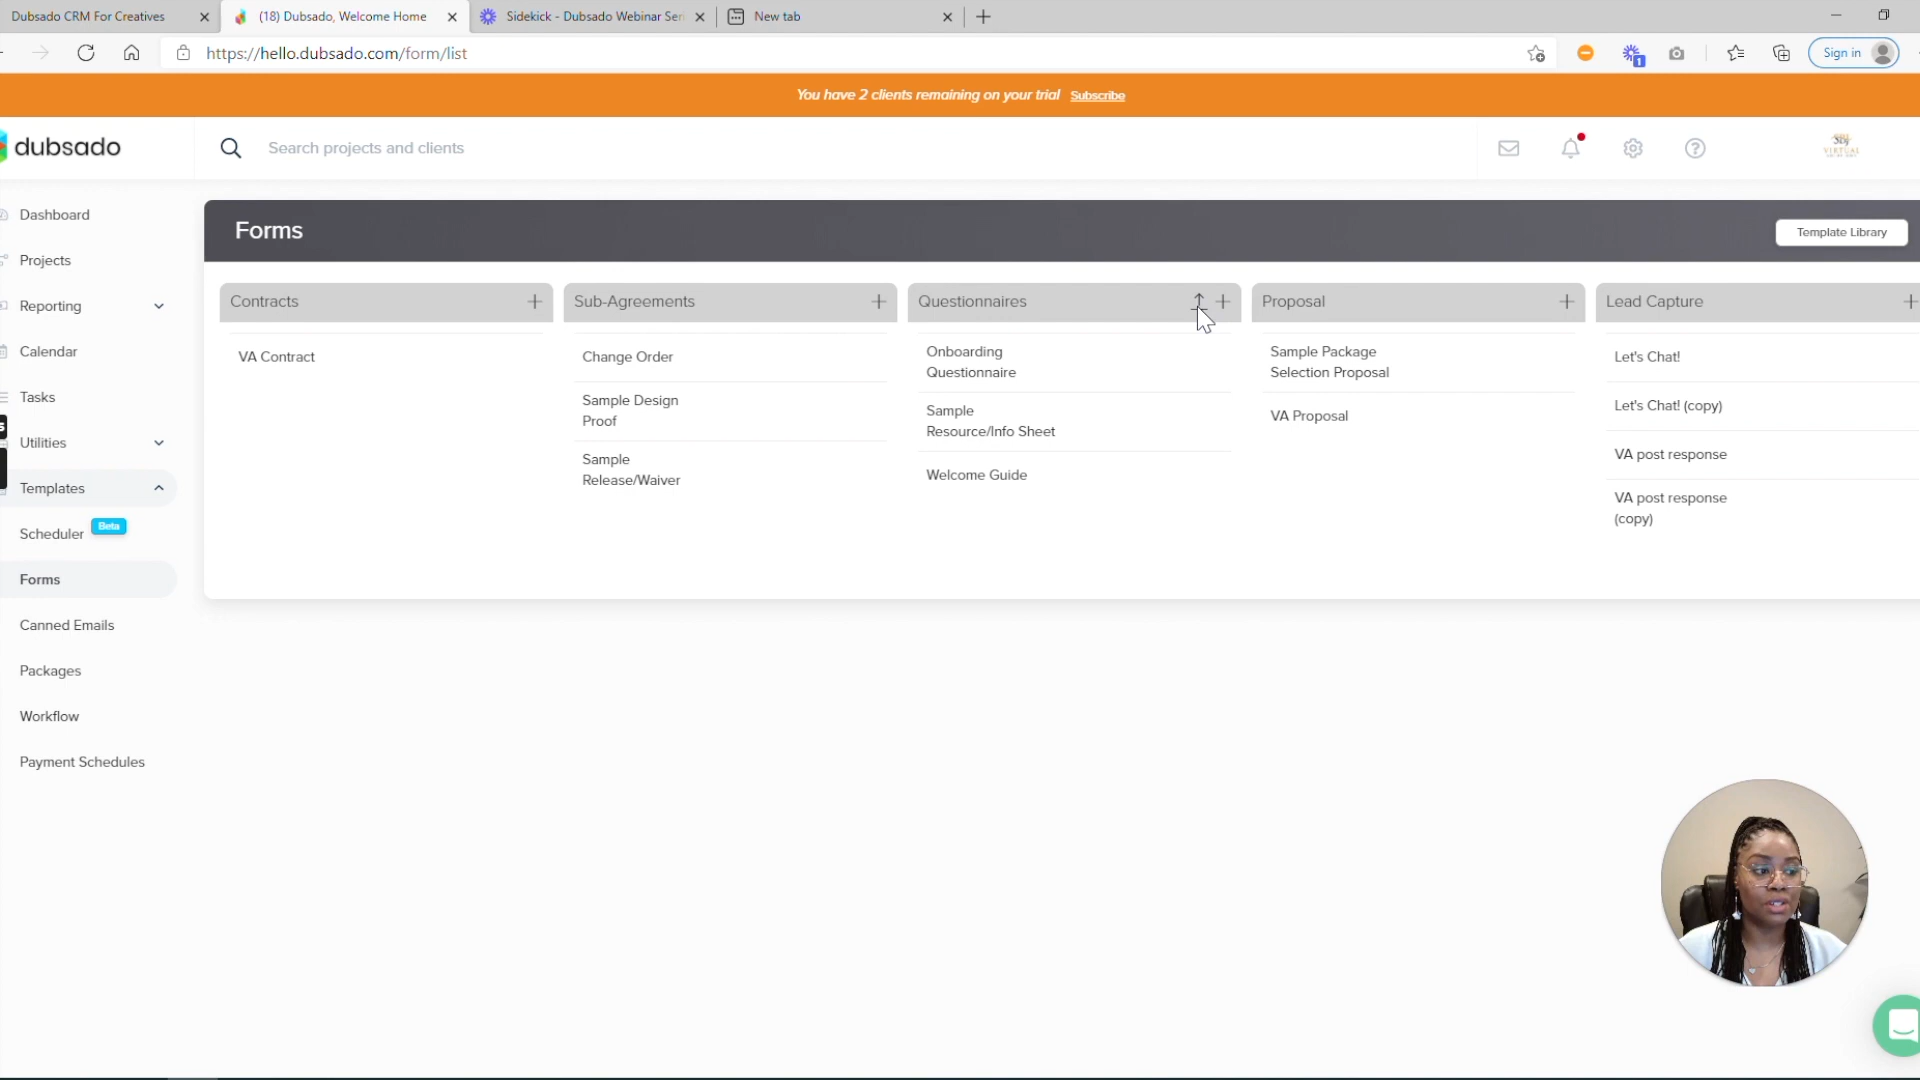 Dubsado CRM For Creatives
(18) Dubsado, Welcome Home
Sidekick - Dubsado Webinar Seri
New tab
https://hello.dubsado.com/form/list
1
Sign in
You have 2 clients remaining on your trial Subscribe
dubsado
Search projects and clients
VIRTUAL
Dashboard
Projects
Reporting
Calendar
Tasks
Utilities
Templates
Scheduler
Beta
Forms
Canned Emails
Packages
Workflow
Payment Schedules
Forms
Template Library
Contracts
VA Contract
Sub-Agreements
Change Order
Sample Design
Proof
Sample
Release/Waiver
Questionnaires
Onboarding
Questionnaire
Sample
Resource/Info Sheet
Welcome Guide
Proposal
Sample Package
Selection Proposal
VA Proposal
Lead Capture
Let's Chat!
Let's Chat! (copy)
VA post response
VA post response
(copy)